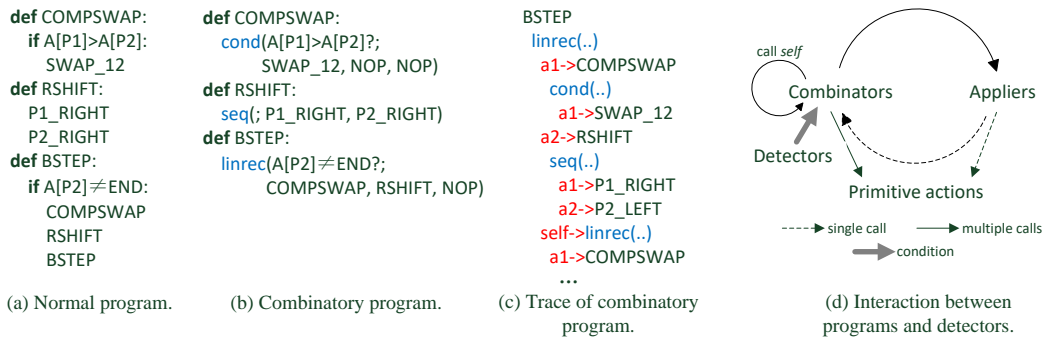 def COMPSWAP:
if A[P1]>A[P2]:
SWAP_12
def RSHIFT:
P1_RIGHT
P2_RIGHT
def BSTEP:
if A[P2]≠END:
COMPSWAP
RSHIFT
BSTEP
(a) Normal program.
def COMPSWAP:
cond(A[P1]>A[P2]?;
SWAP_12, NOP, NOP)
def RSHIFT:
seq(; P1_RIGHT, P2_RIGHT)
def BSTEP:
linrec(A[P2]≠END?;
COMPSWAP, RSHIFT, NOP)
(b) Combinatory program.
BSTEP
linrec(..)
a1->COMPSWAP
cond(..)
a1->SWAP_12
a2->RSHIFT
seq(..)
a1->P1_RIGHT
a2->P2_LEFT
self->linrec(..)
a1->COMPSWAP
...
(c) Trace of combinatory
program.
call self
Combinators
Appliers
Detectors
Primitive actions
single call
multiple calls
condition
(d) Interaction between
programs and detectors.